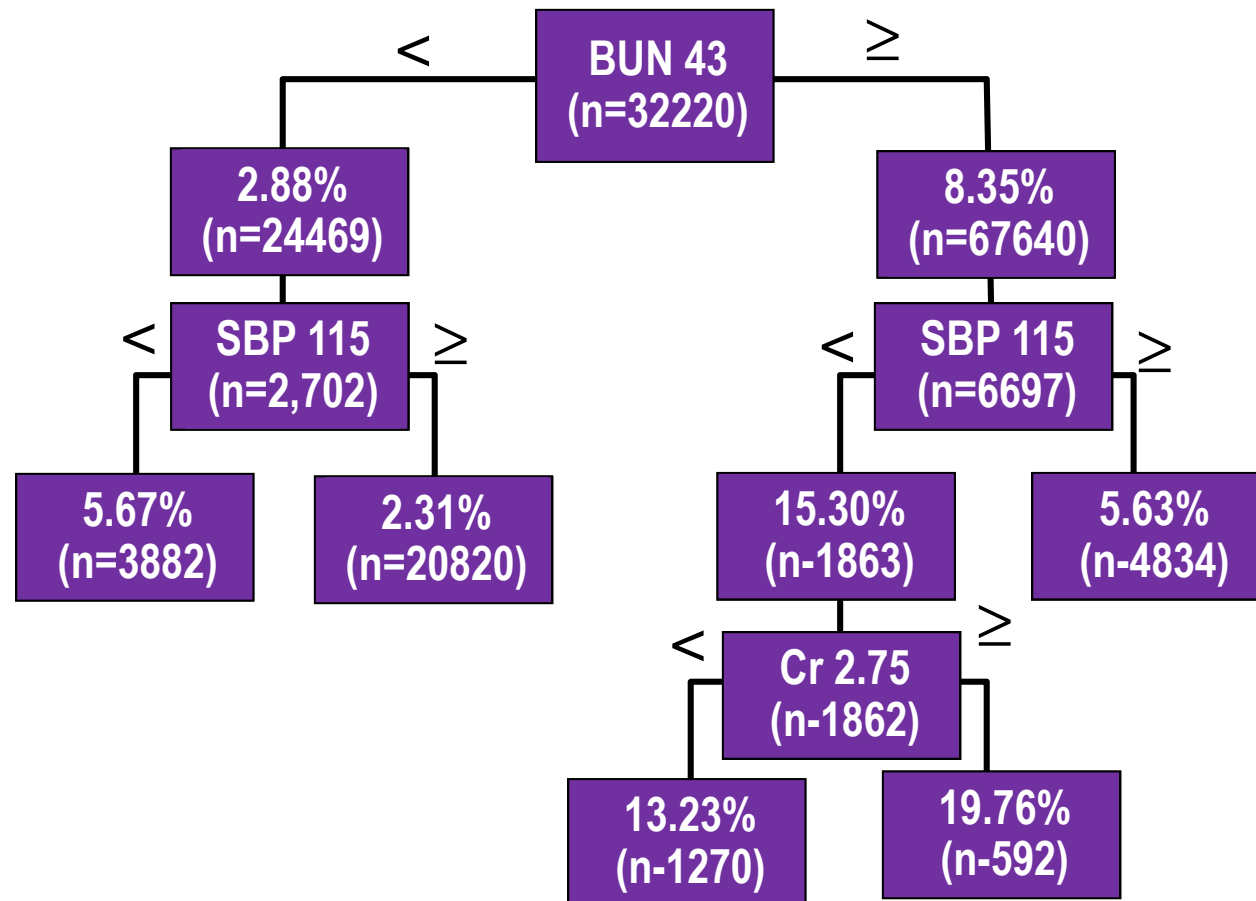 < ≥
BUN 43
(n=32220)
2.88%
(n=24469)
8.35%
(n=67640)
< ≥
SBP 115
(n=2,702)
< ≥
SBP 115
(n=6697)
5.67%
(n=3882)
2.31%
(n=20820)
15.30%
(n-1863)
5.63%
(n-4834)
< ≥
Cr 2.75
(n-1862)
13.23%
(n-1270)
19.76%
(n-592)